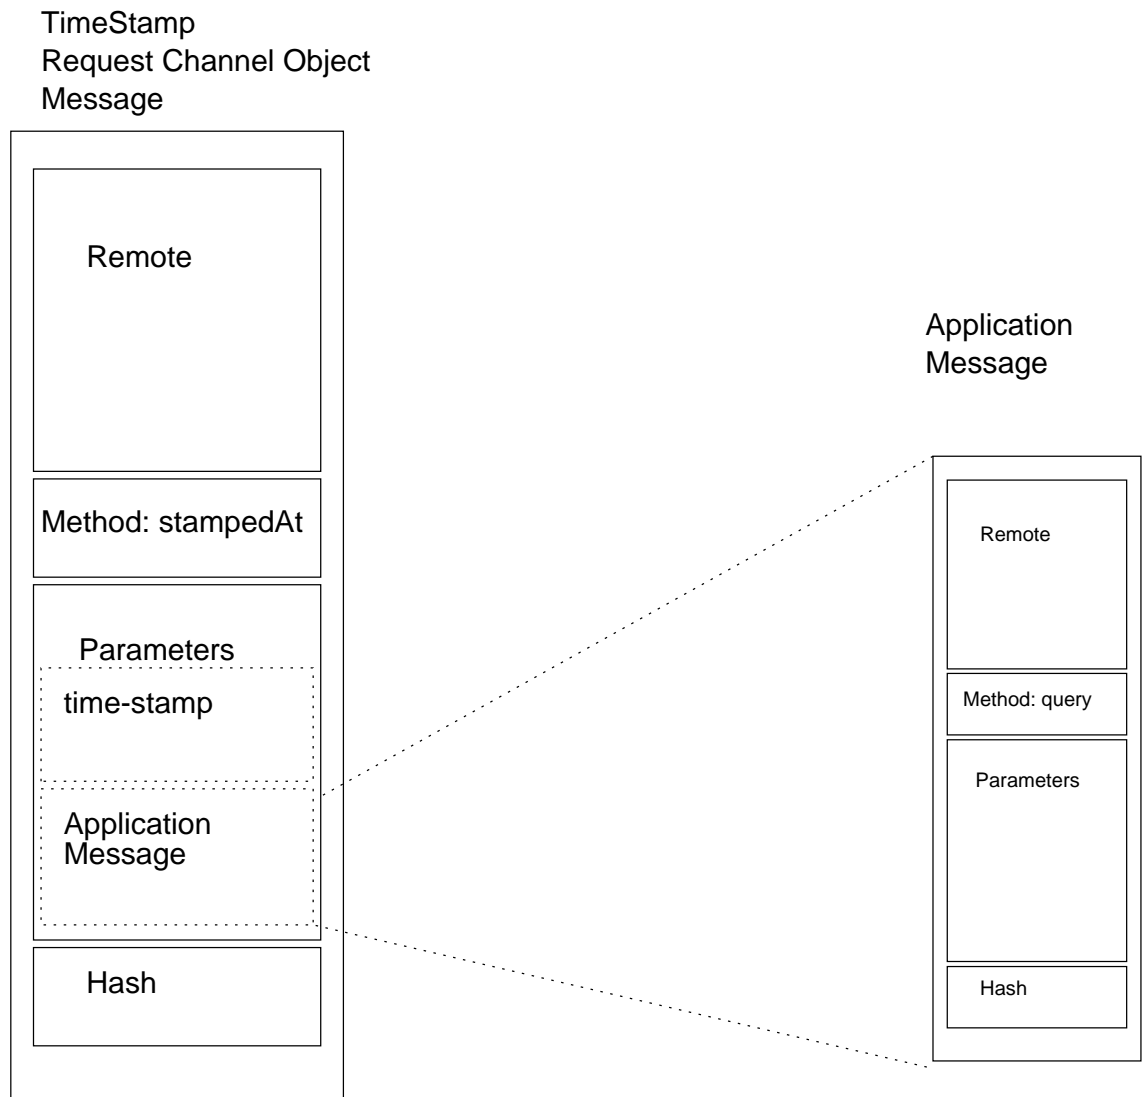 TimeStamp
Request Channel Object
Message
Remote
Method: stampedAt
Parameters
time-stamp
Application
Message
Hash
Application
Message
Remote
Method: query
Parameters
Hash